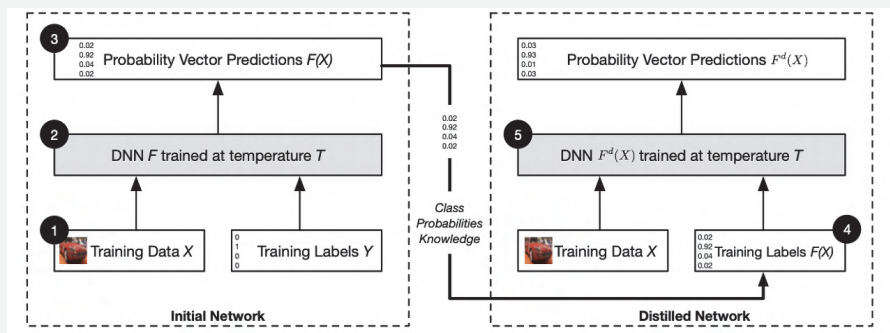 3
0.02
0.92
0.04
0.02
Probability Vector Predictions F(X)
2
DNN F trained at temperature T
1
Training Data X
0
1
0
0
Training Labels Y
Initial Network
0.02
0.92
0.04
0.02
Class
Probabilities
Knowledge
0.03
0.93
0.01
0.03
Probability Vector Predictions F^d(X)
5
DNN F^d(X) trained at temperature T
Training Data X
4
0.02
0.92
0.04
0.02
Training Labels F(X)
Distilled Network